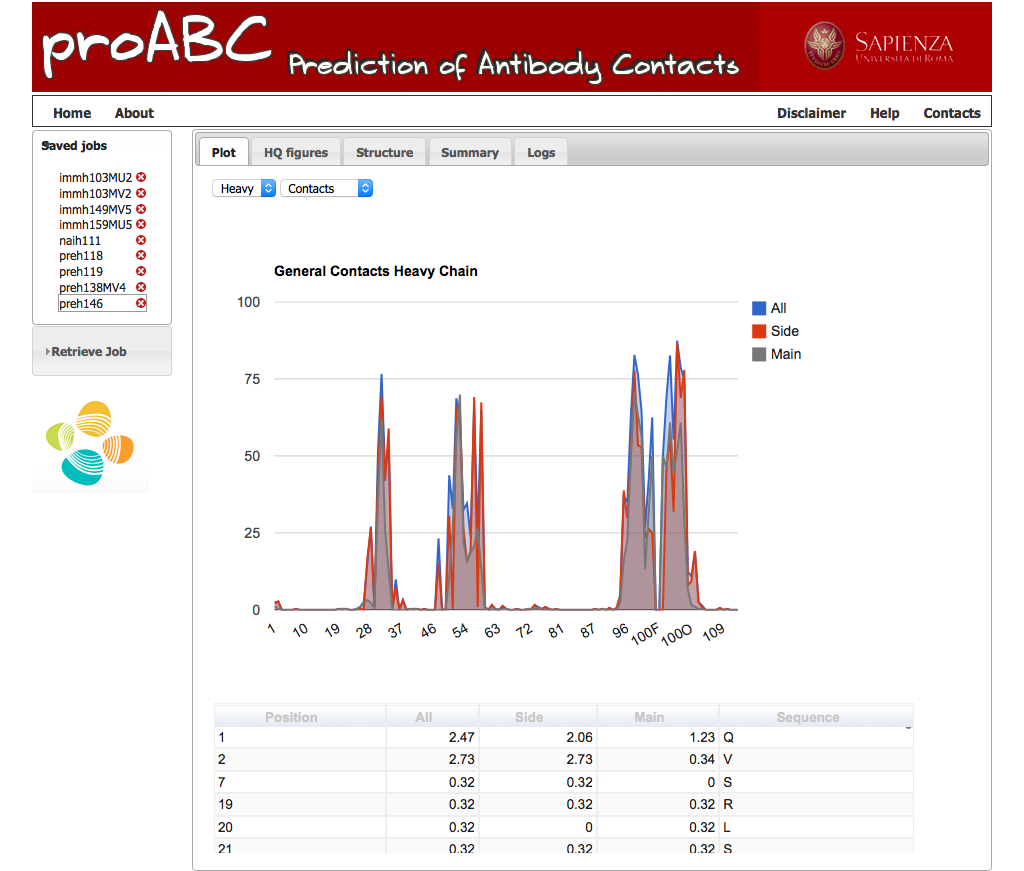 proABC Prediction of Antibody Contacts
SAPIENZA
UNIVERSITÀ DI ROMA
Home About Disclaimer Help Contacts
Saved jobs
immh103MU2
immh103MV2
immh149MV5
immh159MU5
naih111
preh118
preh119
preh138MV4
preh146
Retrieve Job
Plot HQ figures Structure Summary Logs
Heavy Contacts
General Contacts Heavy Chain
100
75
50
25
0
1 10 19 28 37 46 54 63 72 81 87 96 100F 100O 109
All
Side
Main
Position All Side Main Sequence
1 2.47 2.06 1.23 Q
2 2.73 2.73 0.34 V
7 0.32 0.32 0 S
19 0.32 0.32 0.32 R
20 0.32 0 0.32 L
21 0.32 0.32 0.32 S